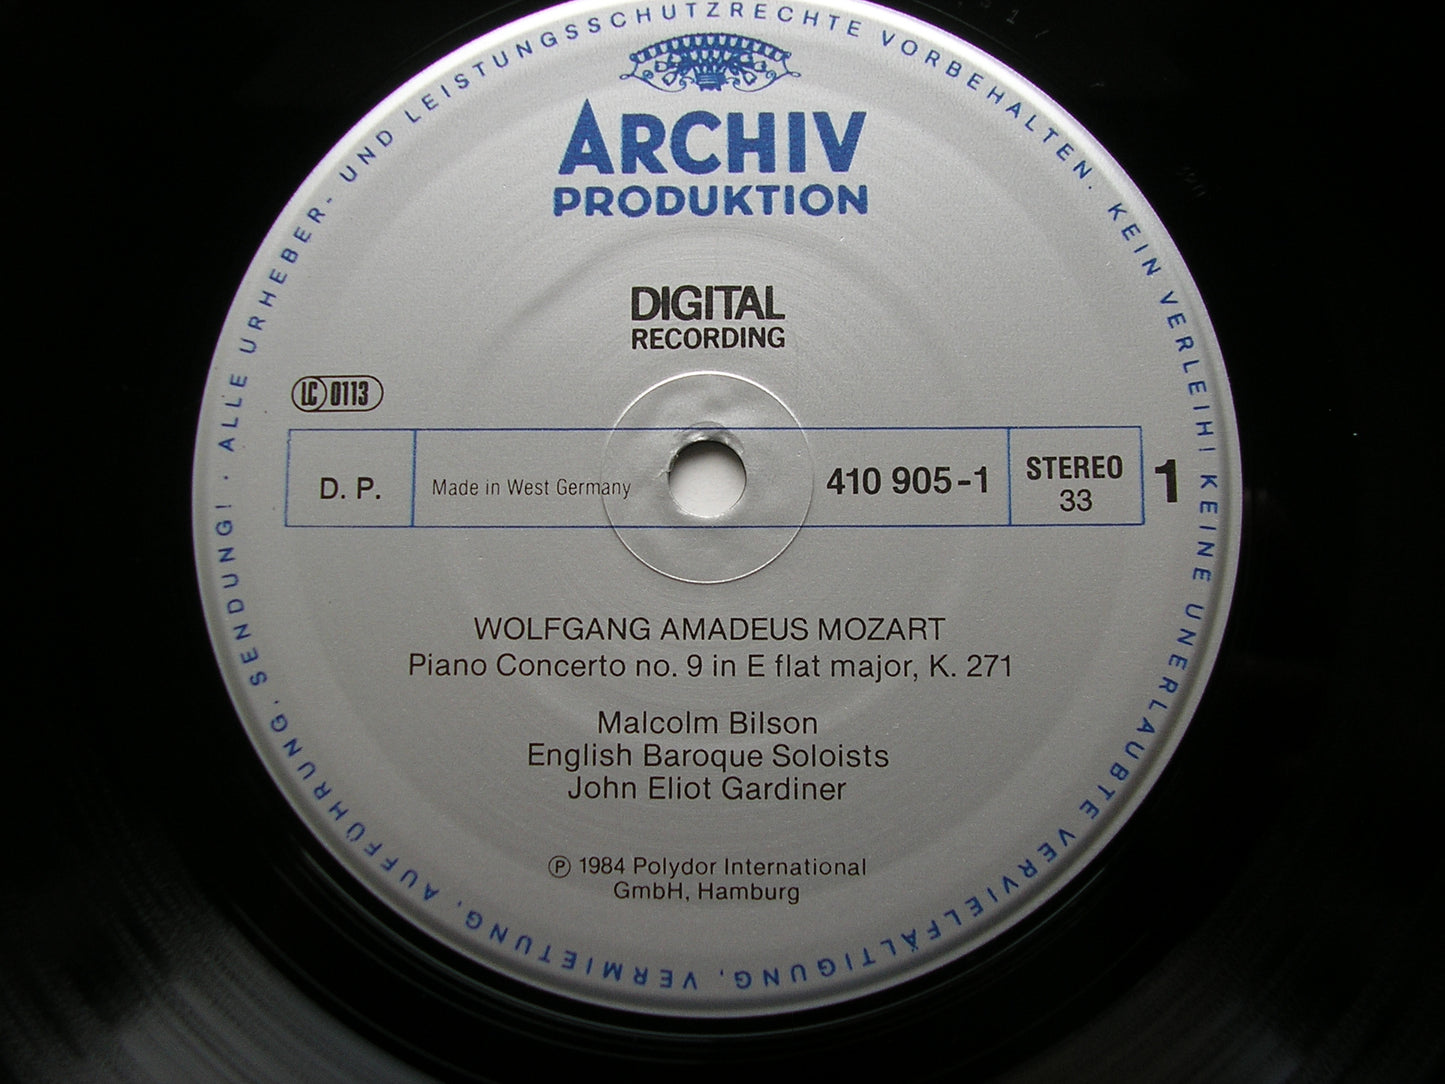 ALLE URHEBER- UND LEISTUNGSSCHUTZRECHTE VORBEHALTEN. KEIN VERLEIH! KEINE UNERLAUBTE VERVIELFÄLTIGUNG, VERMIETUNG, AUFFÜHRUNG, SENDUNG! ·
ARCHIV
PRODUKTION
DIGITAL
RECORDING
LC 0113
D. P.
Made in West Germany
410 905-1
STEREO
33
1
WOLFGANG AMADEUS MOZART
Piano Concerto no. 9 in E flat major, K. 271
Malcolm Bilson
English Baroque Soloists
John Eliot Gardiner
℗ 1984 Polydor International
GmbH, Hamburg